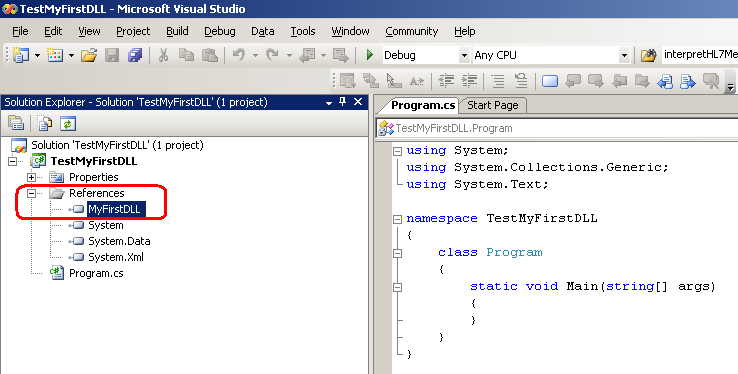 TestMyFirstDLL - Microsoft Visual Studio
File Edit View Project Build Debug Data Tools Window Community Help
Debug Any CPU interpretHL7Me
Solution Explorer - Solution 'TestMyFirstDLL' (1 project)
Program.cs Start Page
TestMyFirstDLL.Program
Solution 'TestMyFirstDLL' (1 project)
TestMyFirstDLL
Properties
References
MyFirstDLL
System
System.Data
System.Xml
Program.cs
using System;
using System.Collections.Generic;
using System.Text;
namespace TestMyFirstDLL
{
class Program
{
static void Main(string[] args)
{
}
}
}